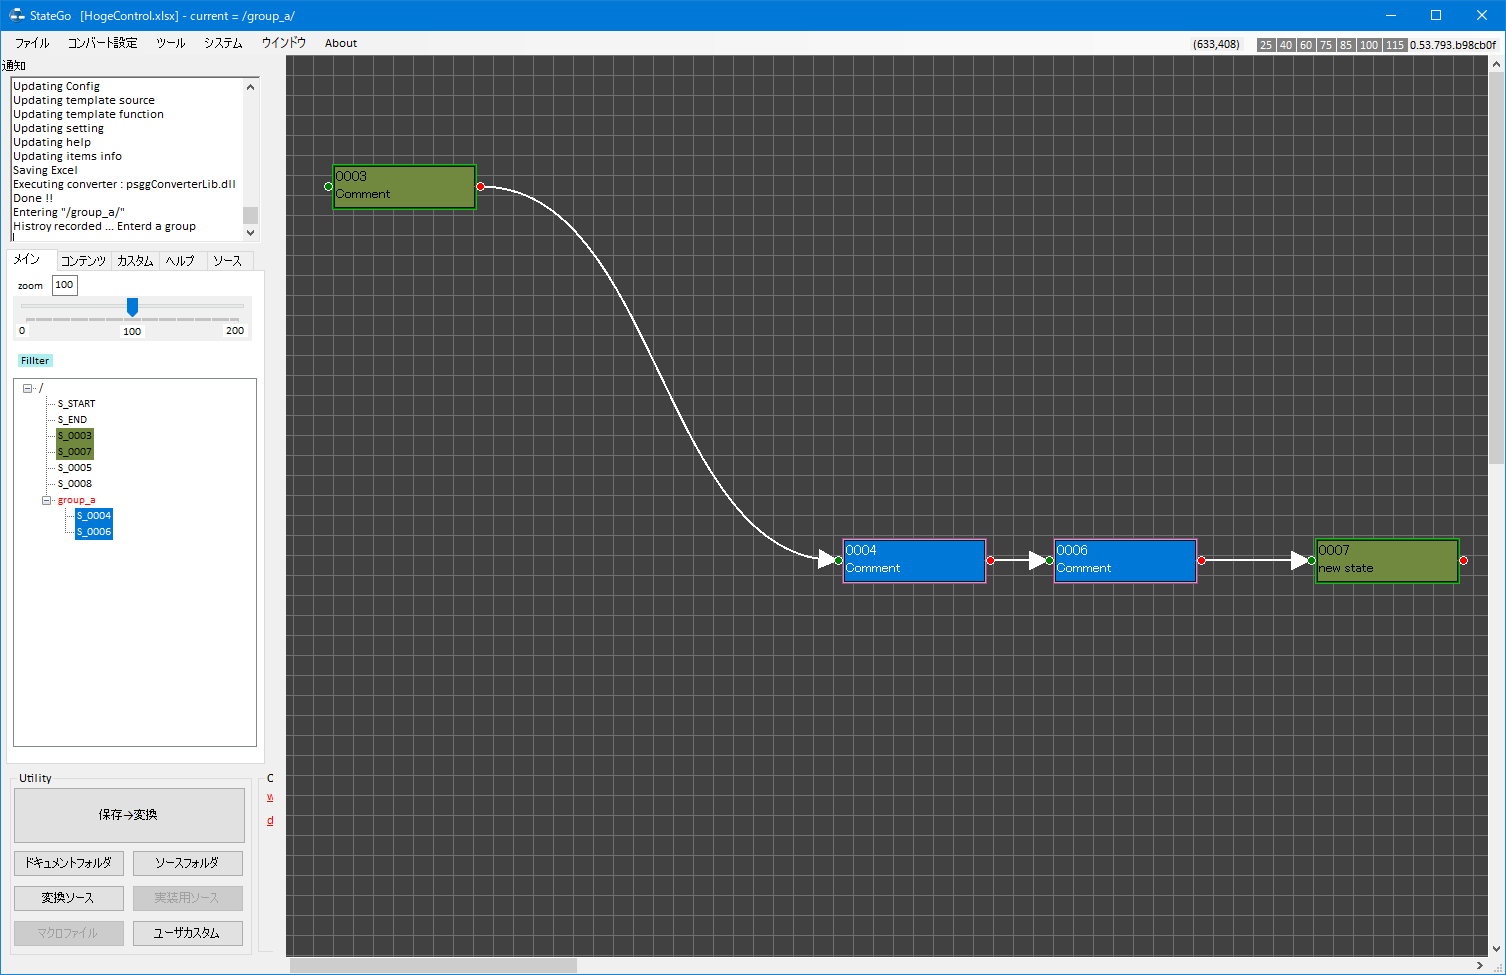 StateGo   [HogeControl.xlsx] - current = /group_a/
ファイル コンバート設定 ツール システム ウインドウ About
(633,408) 25 40 60 75 85 100 115 0.53.793.b98cb0f
通知
Updating Config
Updating template source
Updating template function
Updating setting
Updating help
Updating items info
Saving Excel
Executing converter : psggConverterLib.dll
Done !!
Entering "/group_a/"
Histroy recorded ... Enterd a group
メイン コンテンツ カスタム ヘルプ ソース
zoom 100
0 100 200
Fillter
/
S_START
S_END
S_0003
S_0007
S_0005
S_0008
group_a
S_0004
S_0006
Utility
保存→変換
ドキュメントフォルダ ソースフォルダ
変換ソース 実装用ソース
マクロファイル ユーザカスタム
0003
Comment
0004
Comment
0006
Comment
0007
new state